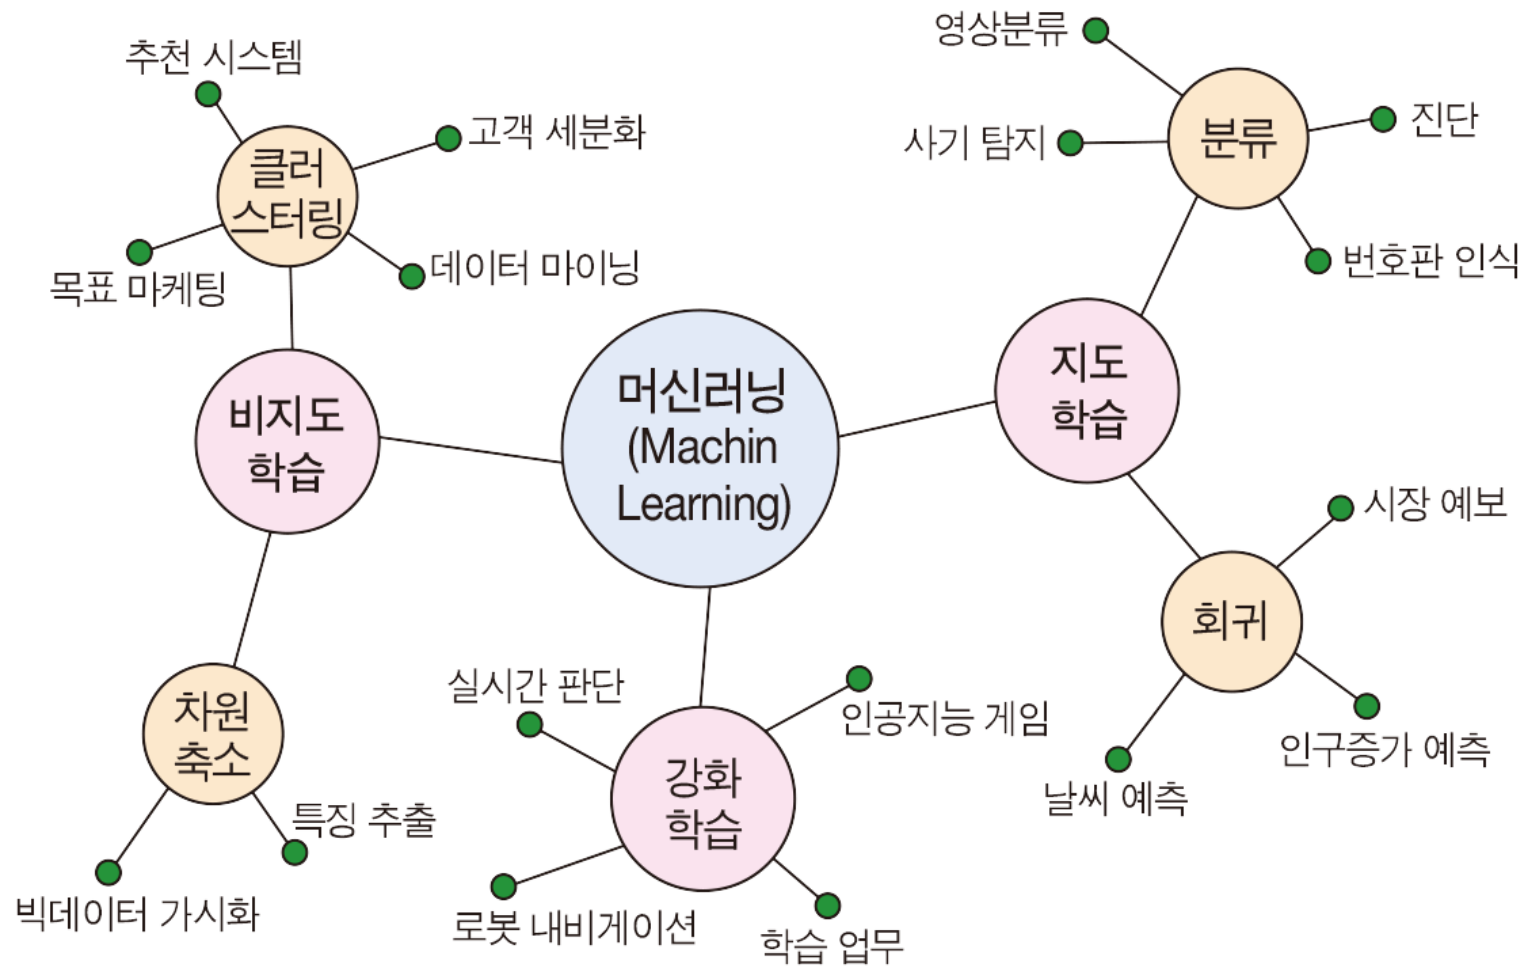 추천 시스템
고객 세분화
클러
스터링
목표 마케팅
데이터 마이닝
비지도
학습
차원
축소
특징 추출
빅데이터 가시화
머신러닝
(Machin
Learning)
실시간 판단
인공지능 게임
강화
학습
로봇 내비게이션
학습 업무
영상분류
사기 탐지
분류
진단
번호판 인식
지도
학습
시장 예보
회귀
인구증가 예측
날씨 예측